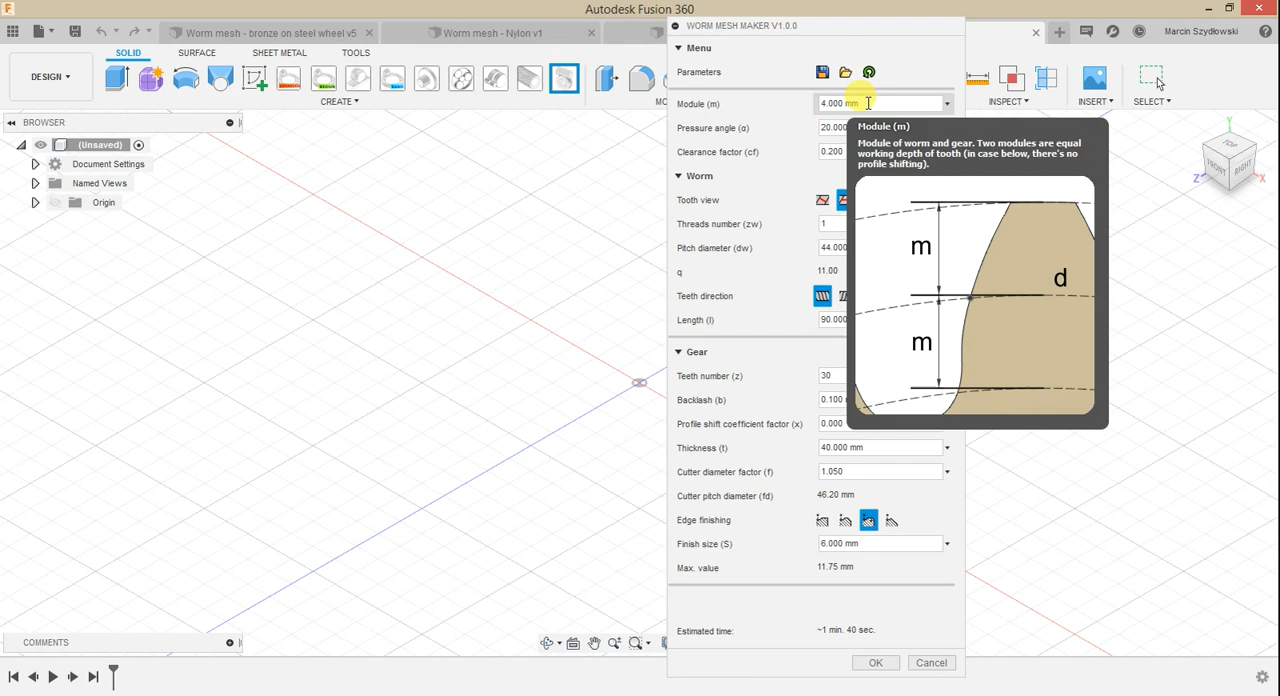 Autodesk Fusion 360
Worm mesh - bronze on steel wheel v5
Worm mesh - Nylon v1
Marcin Szydłowski
DESIGN
SOLID
SURFACE
SHEET METAL
TOOLS
CREATE
INSPECT
INSERT
SELECT
BROWSER
(Unsaved)
Document Settings
Named Views
Origin
WORM MESH MAKER V1.0.0
Menu
Parameters
Module (m)
4.000 mm
Pressure angle (α)
20.000
Clearance factor (cf)
0.200
Worm
Tooth view
Threads number (zw)
1
Pitch diameter (dw)
44.000
q
11.00
Teeth direction
Length (l)
90.000
Gear
Teeth number (z)
30
Backlash (b)
0.100
Profile shift coefficient factor (x)
0.000
Thickness (t)
40.000 mm
Cutter diameter factor (f)
1.050
Cutter pitch diameter (fd)
46.20 mm
Edge finishing
Finish size (S)
6.000 mm
Max. value
11.75 mm
Estimated time:
~1 min. 40 sec.
OK
Cancel
Module (m)
Module of worm and gear. Two modules are equal
working depth of tooth (in case below, there's no
profile shifting).
m
d
m
TOP
FRONT
RIGHT
Y
Z
X
COMMENTS